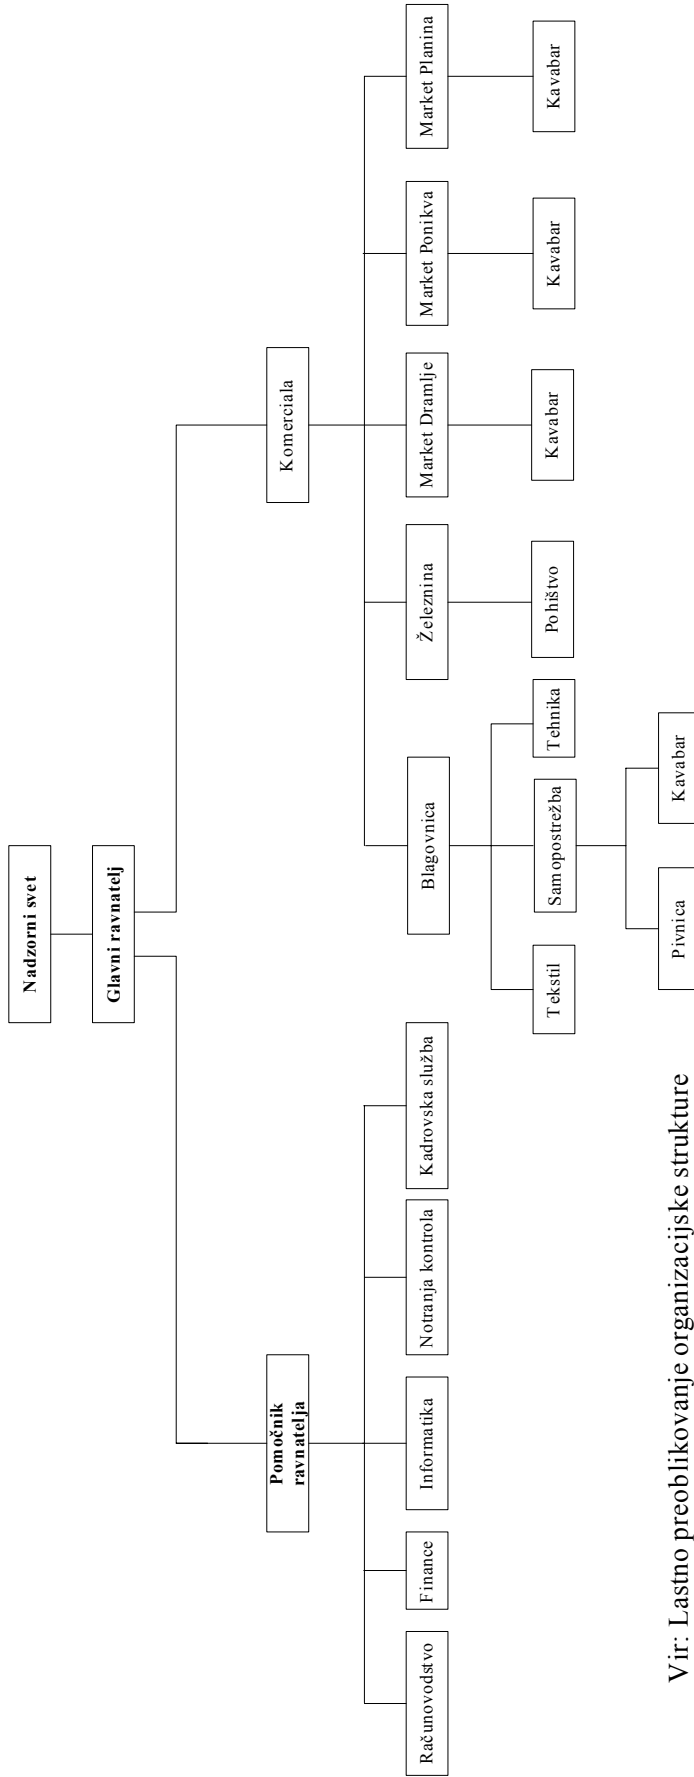 Nadzorni svet
Glavni ravnatelj
Pomočnik
ravnatelja
Komerciala
Računovodstvo
Finance
Informatika
Notranja kontrola
Kadrovska služba
Blagovnica
Železnina
Market Dramlje
Market Ponikva
Market Planina
Tekstil
Samopostrežba
Tehnika
Pohištvo
Kavabar
Kavabar
Kavabar
Pivnica
Kavabar
Vir: Lastno preoblikovanje organizacijske strukture